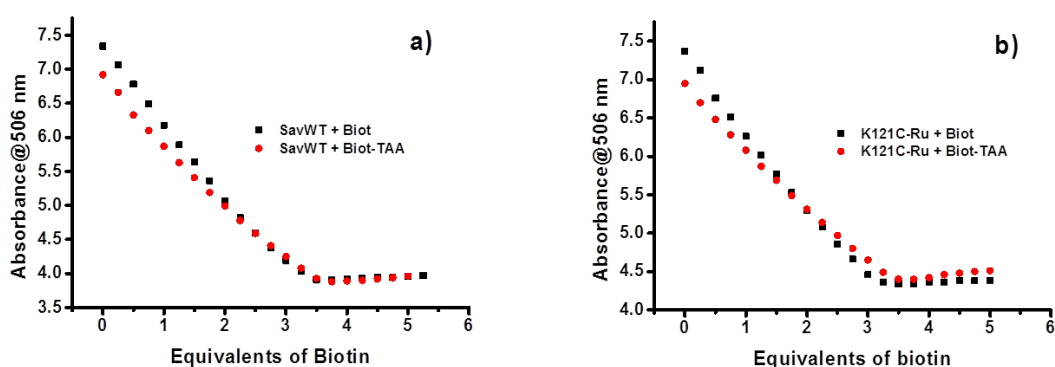 a)
Absorbance@506 nm
7.5
7.0
6.5
6.0
5.5
5.0
4.5
4.0
3.5
SavWT + Biot
SavWT + Biot-TAA
0 1 2 3 4 5 6
Equivalents of Biotin
b)
Absorbance@506 nm
7.5
7.0
6.5
6.0
5.5
5.0
4.5
4.0
K121C-Ru + Biot
K121C-Ru + Biot-TAA
0 1 2 3 4 5 6
Equivalents of biotin